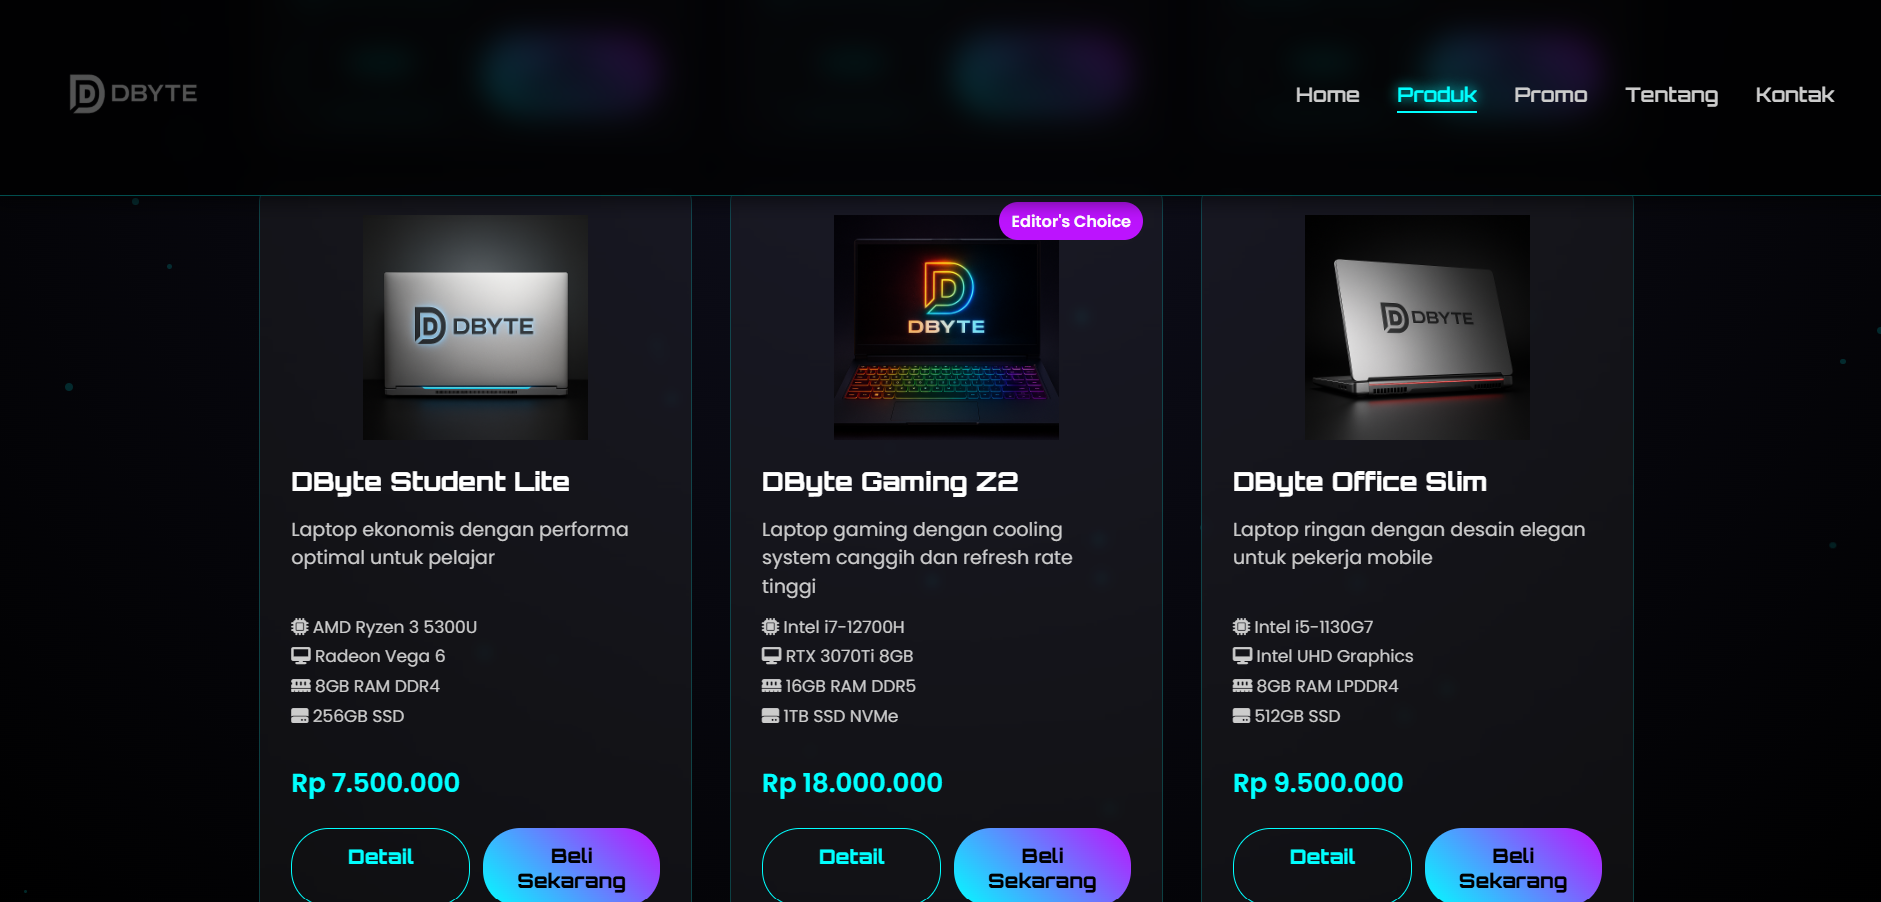 DBYTE
Home Produk Promo Tentang Kontak
Editor's Choice
DBYTE
DBYTE
DBYTE
DByte Student Lite
Laptop ekonomis dengan performa
optimal untuk pelajar
AMD Ryzen 3 5300U
Radeon Vega 6
8GB RAM DDR4
256GB SSD
Rp 7.500.000
Detail
Beli
Sekarang
DByte Gaming Z2
Laptop gaming dengan cooling
system canggih dan refresh rate
tinggi
Intel i7-12700H
RTX 3070Ti 8GB
16GB RAM DDR5
1TB SSD NVMe
Rp 18.000.000
Detail
Beli
Sekarang
DByte Office Slim
Laptop ringan dengan desain elegan
untuk pekerja mobile
Intel i5-1130G7
Intel UHD Graphics
8GB RAM LPDDR4
512GB SSD
Rp 9.500.000
Detail
Beli
Sekarang